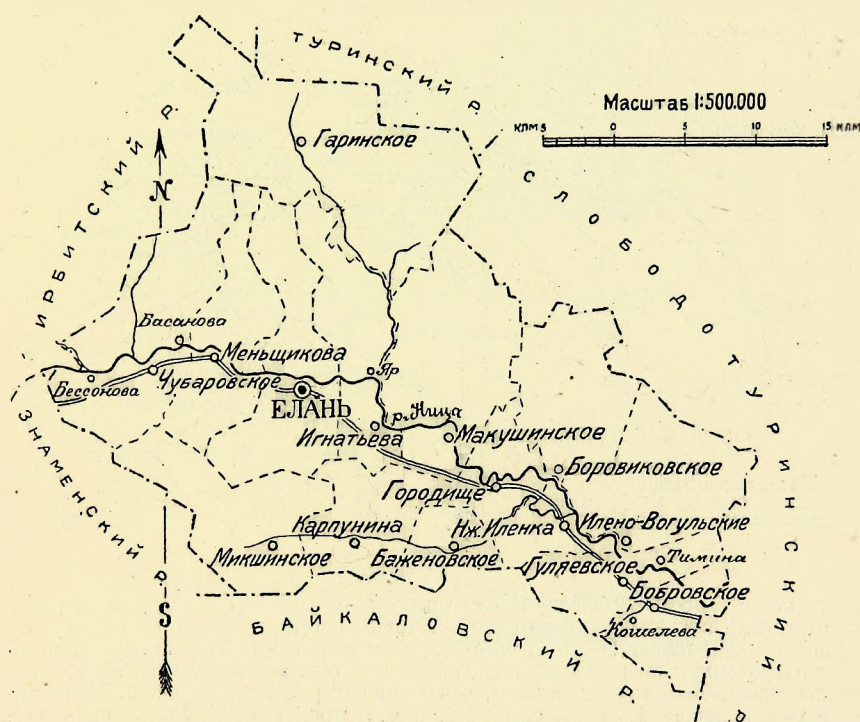 ТУРИНСКИЙ Р.
Масштаб 1:500.000
КЛМ 5 0 5 10 15 КЛМ
Гаринское
ИРБИТСКИЙ Р.
N
СЛОБОДОТУРИНСКИЙ Р.
Басанова
Меньщикова
Яр
Бессонова
Чубаровское
ЕЛАНЬ
р. Ница
Игнатьева
Макушинское
ЗНАМЕНСКИЙ Р.
Боровиковское
Городище
Карпунина
Нж. Иленка
Илено-Вогульские
Микшинское
Баженовское
Гуляевское
Тимина
Бобровское
S
Кошелева
БАЙКАЛОВСКИЙ Р.